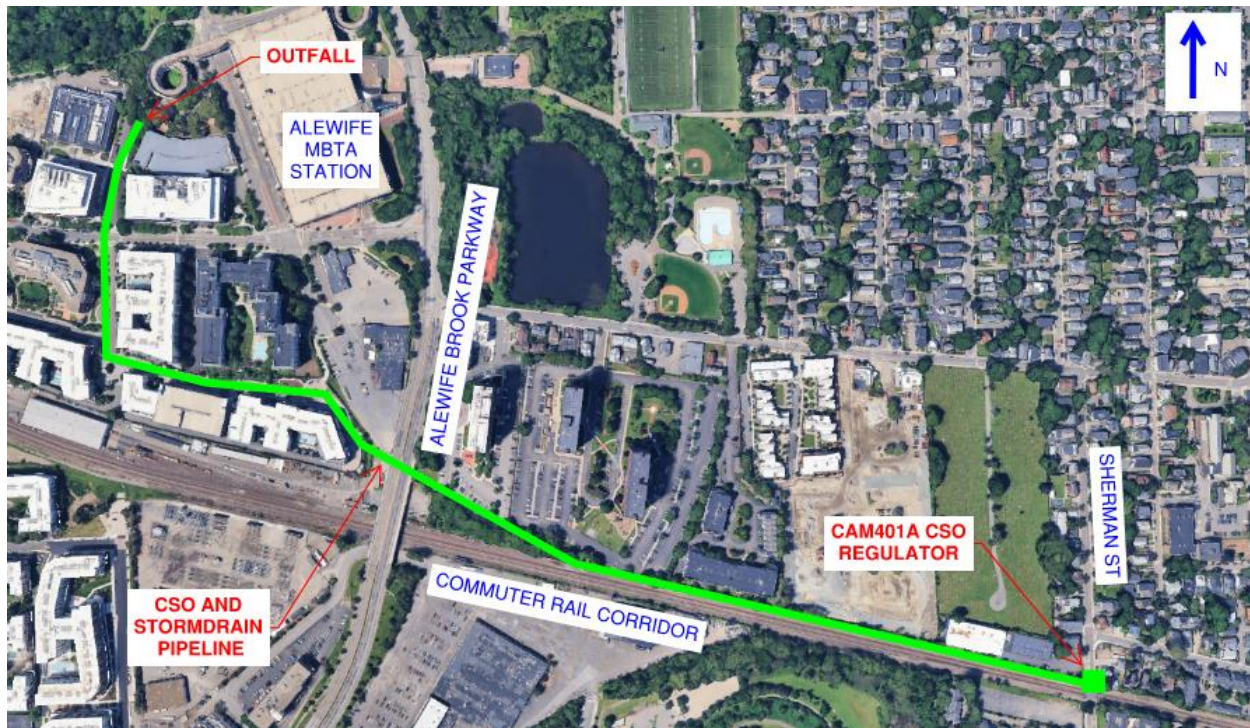 OUTFALL
N
ALEWIFE
MBTA
STATION
ALEWIFE BROOK PARKWAY
SHERMAN ST
CAM401A CSO
REGULATOR
COMMUTER RAIL CORRIDOR
CSO AND
STORMDRAIN
PIPELINE